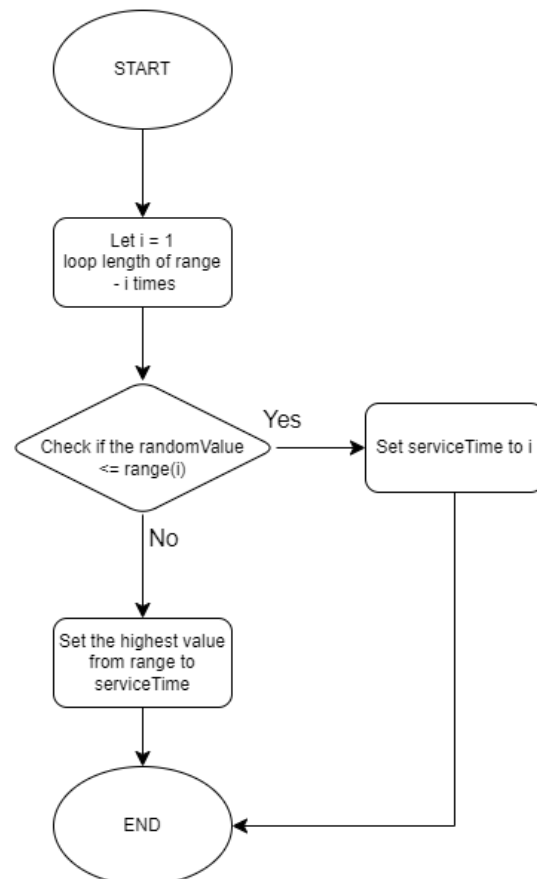 START
Let i = 1
loop length of range
- i times
Check if the randomValue
<= range(i)
Yes
Set serviceTime to i
No
Set the highest value
from range to
serviceTime
END